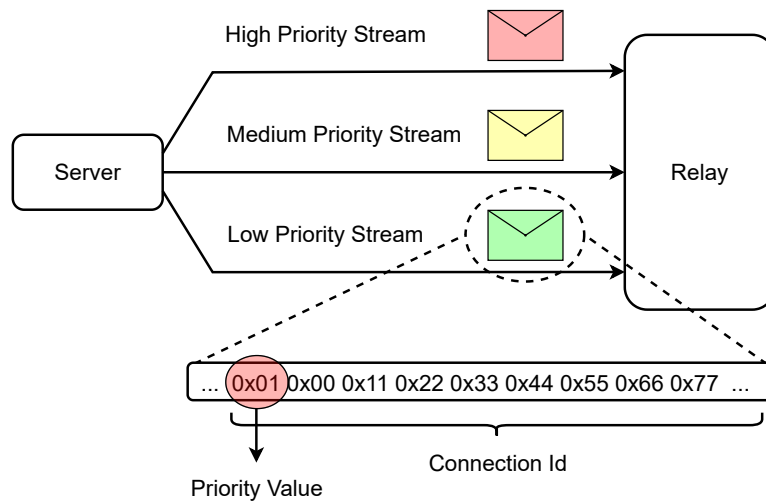 High Priority Stream
Medium Priority Stream
Server
Relay
Low Priority Stream
... 0x01 0x00 0x11 0x22 0x33 0x44 0x55 0x66 0x77 ...
Connection Id
Priority Value